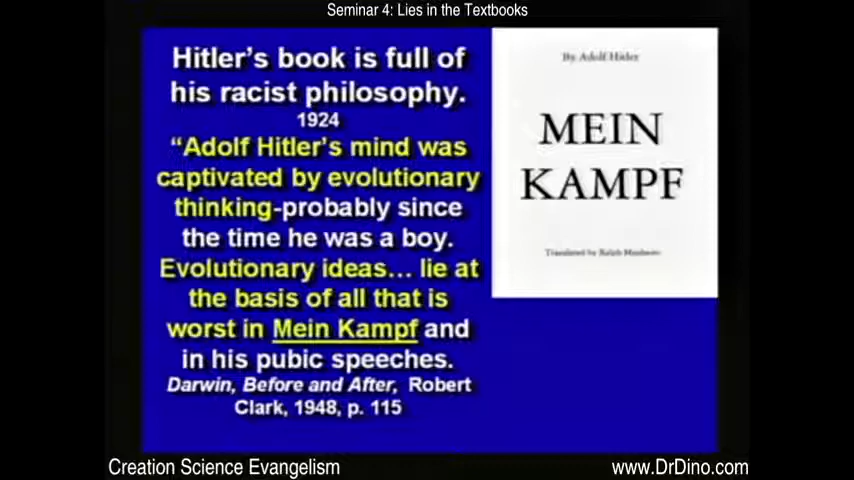 Seminar 4: Lies in the Textbooks
Hitler's book is full of
his racist philosophy.
1924
"Adolf Hitler's mind was
captivated by evolutionary
thinking-probably since
the time he was a boy.
Evolutionary ideas... lie at
the basis of all that is
worst in Mein Kampf and
in his pubic speeches.
Darwin, Before and After, Robert
Clark, 1948, p. 115
By Adolf Hitler
MEIN
KAMPF
Translated by Ralph Manheim
Creation Science Evangelism
www.DrDino.com